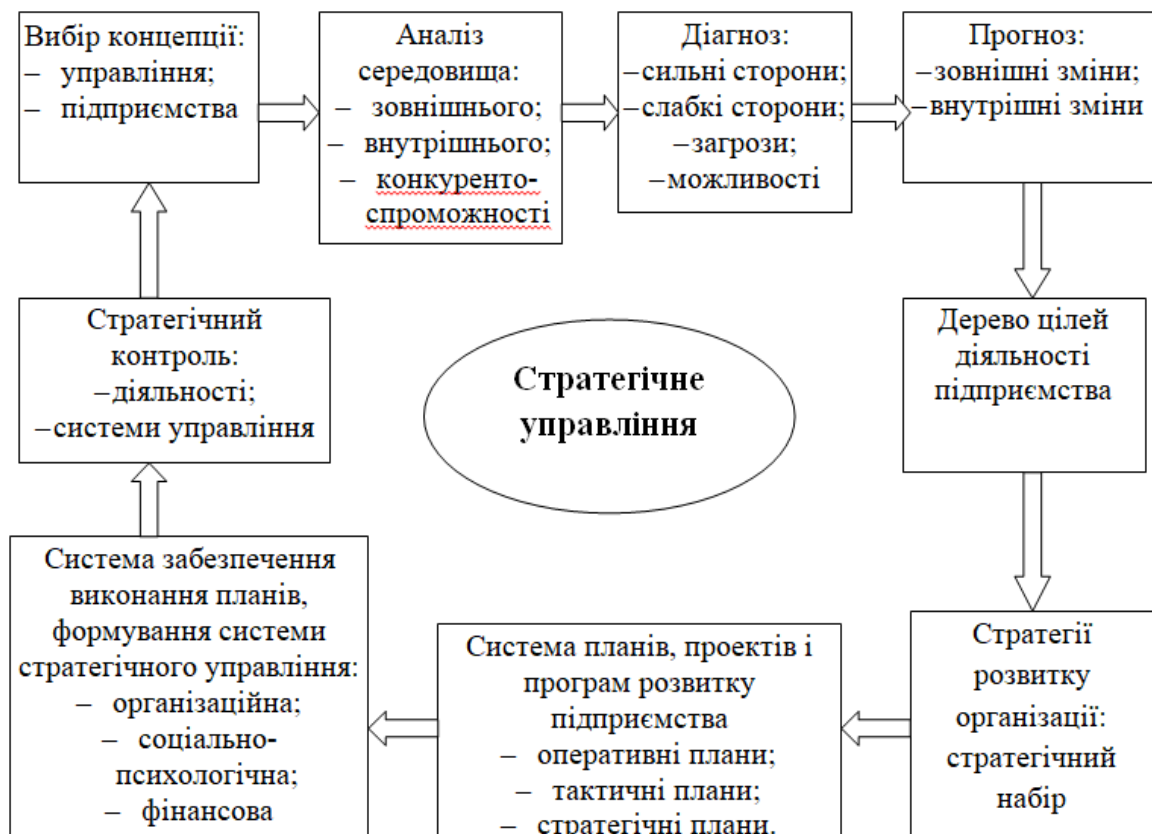 Вибір концепції:
– управління;
– підприємства
Аналіз
середовища:
– зовнішнього;
– внутрішнього;
– конкуренто-
спроможності
Діагноз:
–сильні сторони;
–слабкі сторони;
–загрози;
–можливості
Прогноз:
–зовнішні зміни;
–внутрішні зміни
Дерево цілей
діяльності
підприємства
Стратегії
розвитку
організації:
стратегічний
набір
Система планів, проектів і
програм розвитку
підприємства
– оперативні плани;
– тактичні плани;
– стратегічні плани.
Система забезпечення
виконання планів,
формування системи
стратегічного управління:
– організаційна;
– соціально-
психологічна;
– фінансова
Стратегічний
контроль:
–діяльності;
–системи управління
Стратегічне
управління